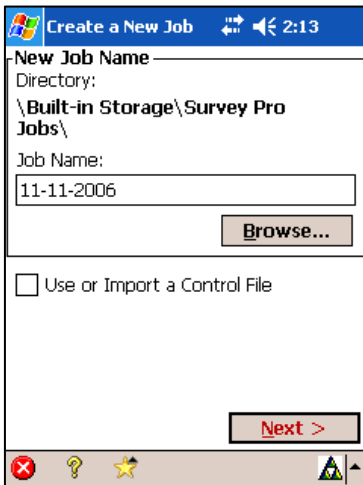 Create a New Job 2:13
New Job Name
Directory:
\Built-in Storage\Survey Pro
Jobs\
Job Name:
11-11-2006
Browse...
Use or Import a Control File
Next >